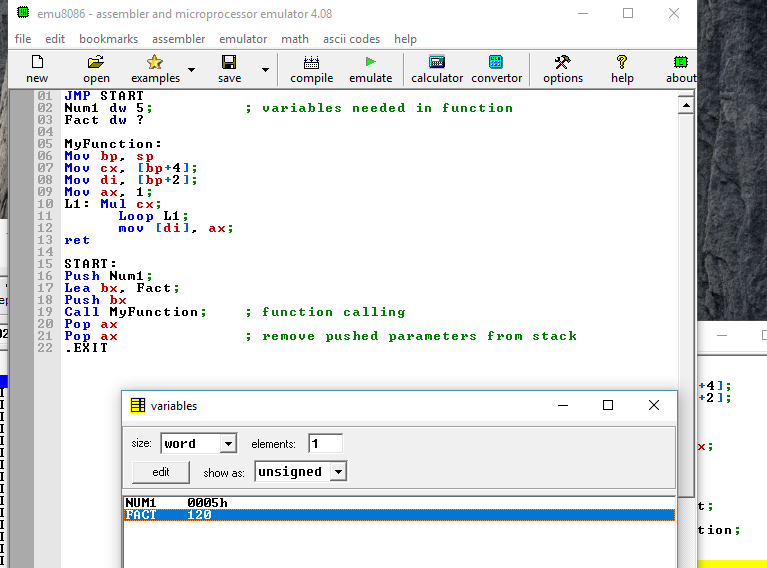 emu8086 - assembler and microprocessor emulator 4.08
file edit bookmarks assembler emulator math ascii codes help
new open examples save compile emulate calculator convertor options help about
01 JMP START
02 Num1 dw 5; ; variables needed in function
03 Fact dw ?
04
05 MyFunction:
06 Mov bp, sp
07 Mov cx, [bp+4];
08 Mov di, [bp+2];
09 Mov ax, 1;
10 L1: Mul cx;
11 Loop L1;
12 mov [di], ax;
13 ret
14
15 START:
16 Push Num1;
17 Lea bx, Fact;
18 Push bx
19 Call MyFunction; ; function calling
20 Pop ax
21 Pop ax ; remove pushed parameters from stack
22 .EXIT
+4];
+2];
x;
t;
tion;
variables
size: word elements: 1
edit show as: unsigned
NUM1 0005h
FACT 120